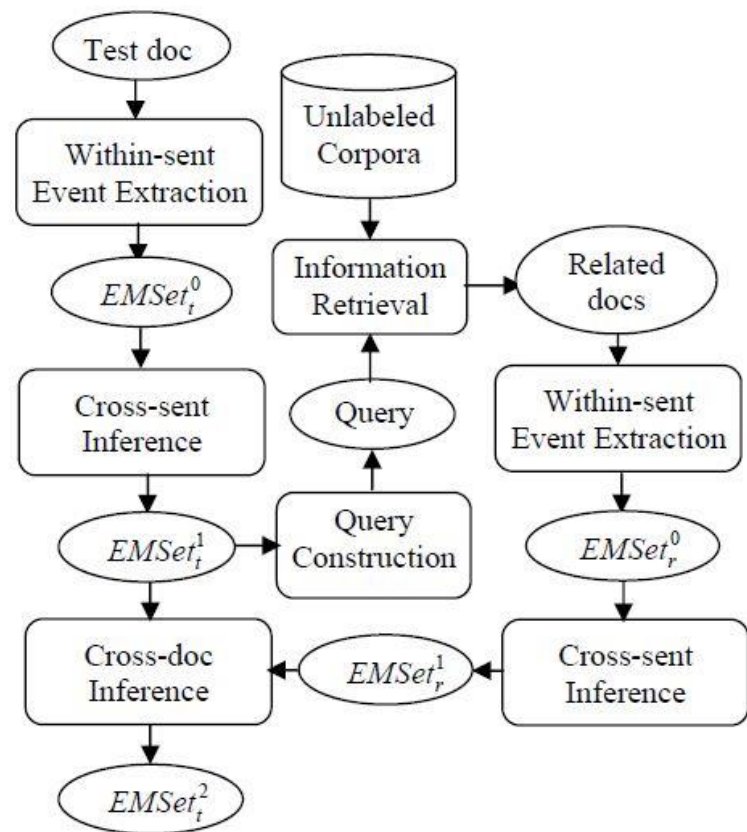 Test doc
Within-sent
Event Extraction
EMSet_t^0
Cross-sent
Inference
EMSet_t^1
Cross-doc
Inference
EMSet_t^2
Unlabeled
Corpora
Information
Retrieval
Query
Query
Construction
Related
docs
Within-sent
Event Extraction
EMSet_r^0
Cross-sent
Inference
EMSet_r^1